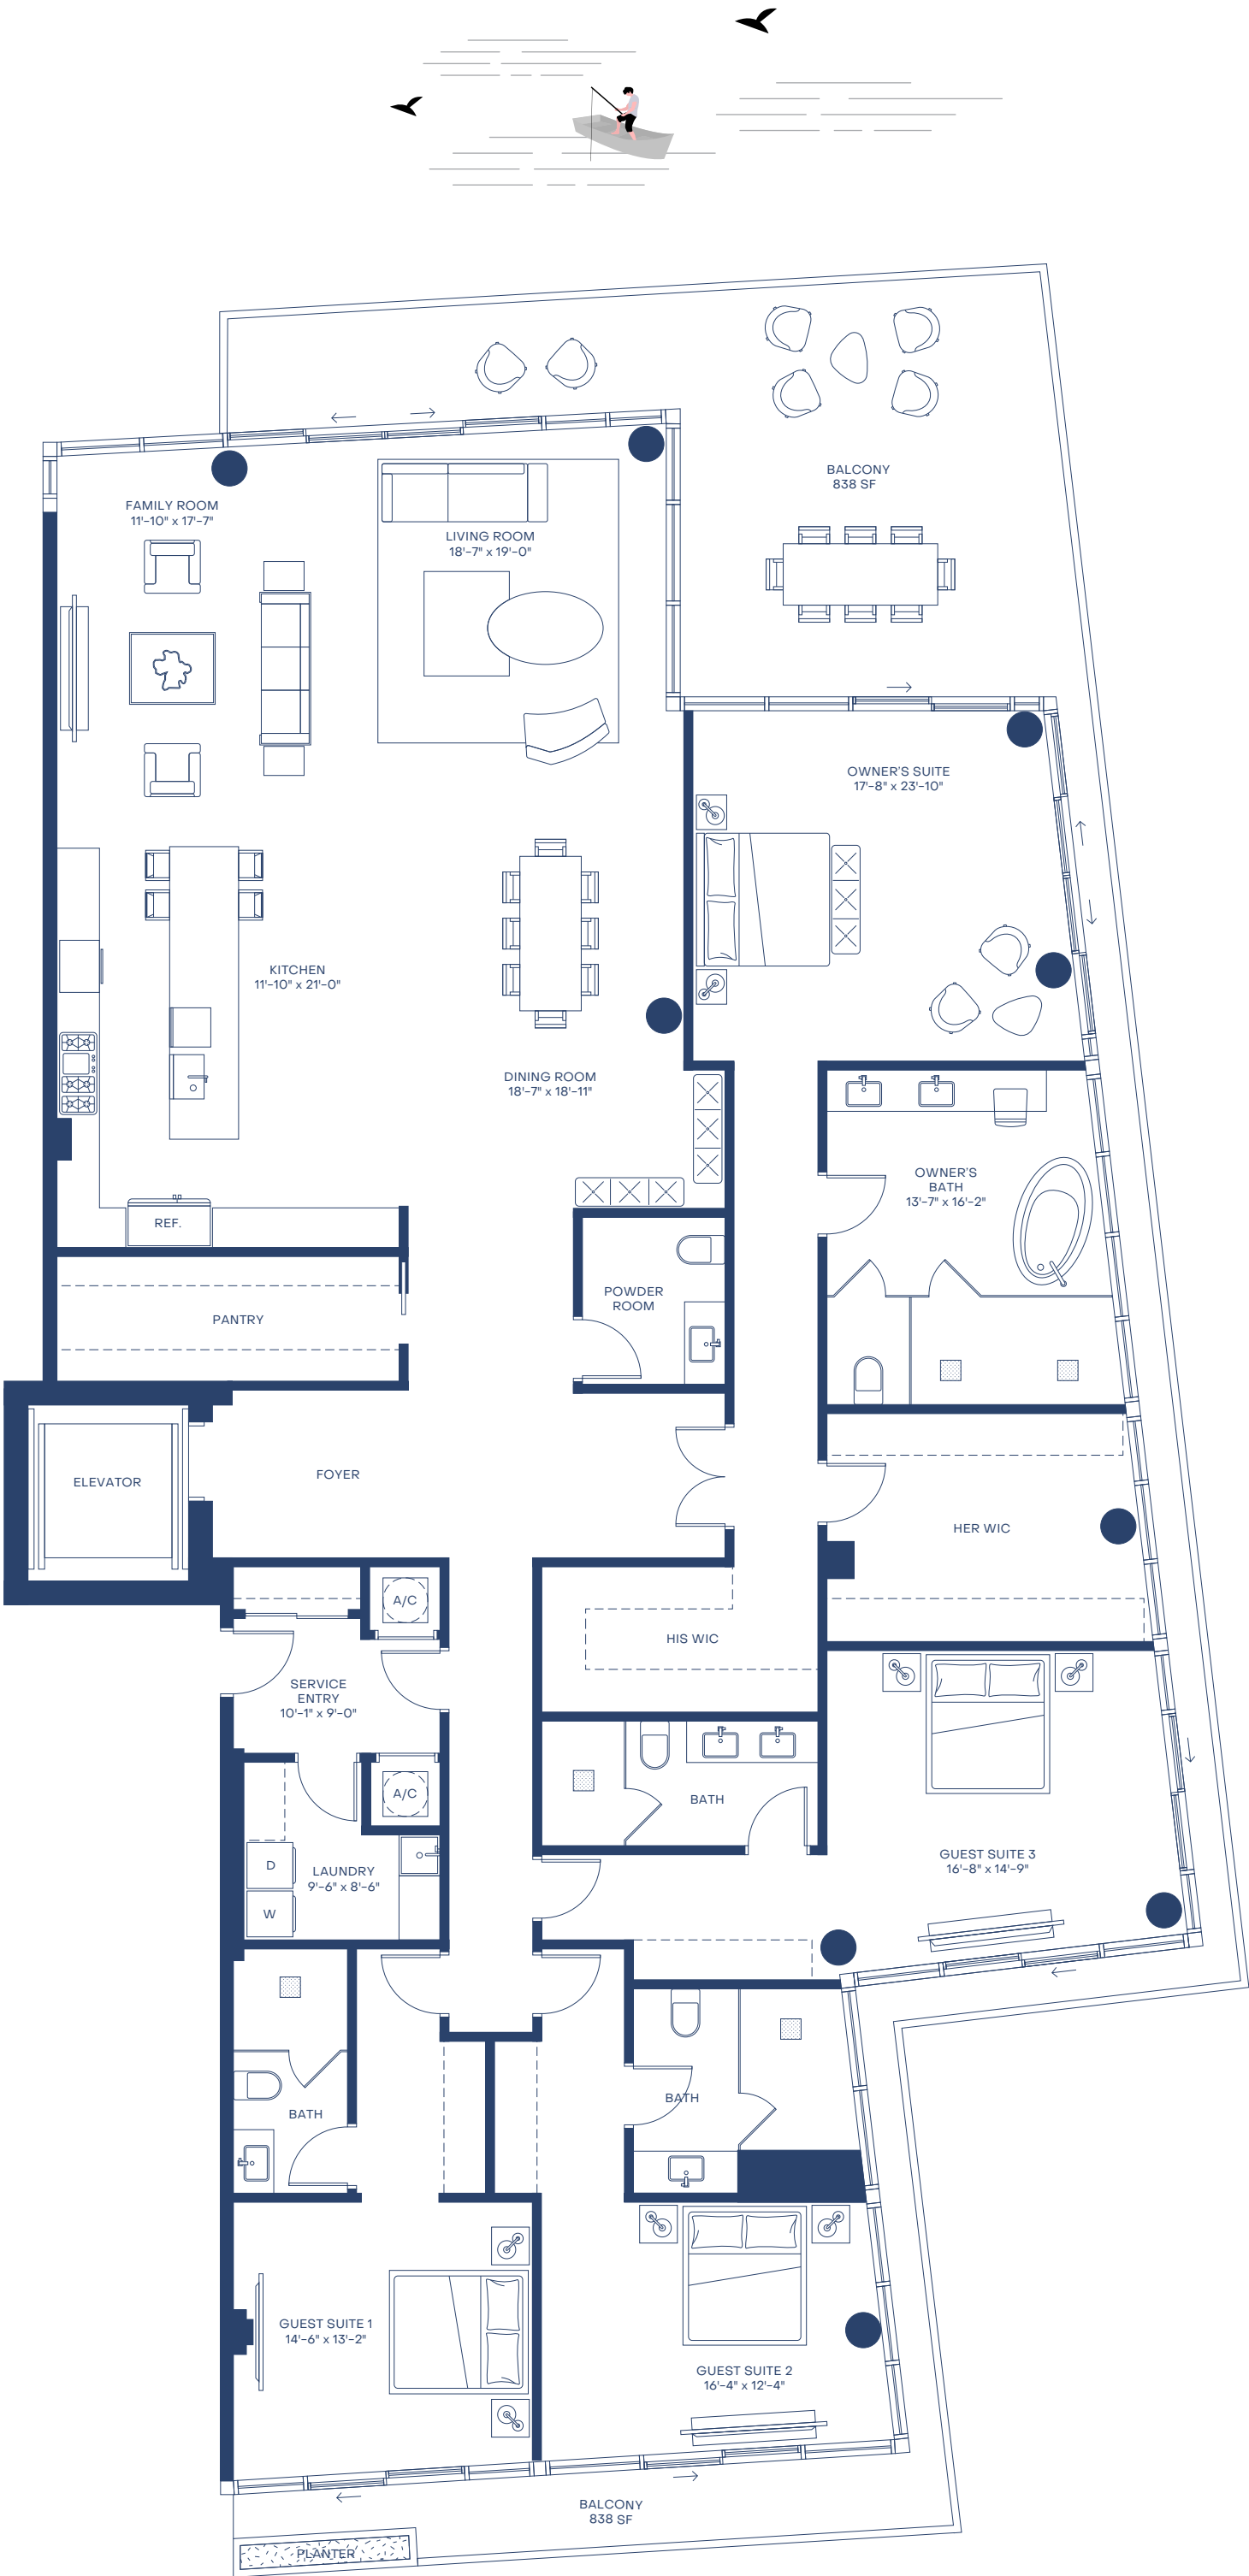 BALCONY
838 SF
FAMILY ROOM
11'-10" x 17'-7"
LIVING ROOM
18'-7" x 19'-0"
OWNER'S SUITE
17'-8" x 23'-10"
KITCHEN
11'-10" x 21'-0"
DINING ROOM
18'-7" x 18'-11"
OWNER'S
BATH
13'-7" x 16'-2"
REF.
POWDER
ROOM
PANTRY
ELEVATOR
FOYER
HER WIC
A/C
HIS WIC
SERVICE
ENTRY
10'-1" x 9'-0"
A/C
BATH
D
LAUNDRY
9'-6" x 8'-6"
W
GUEST SUITE 3
16'-8" x 14'-9"
BATH
BATH
GUEST SUITE 1
14'-6" x 13'-2"
GUEST SUITE 2
16'-4" x 12'-4"
BALCONY
838 SF
PLANTER